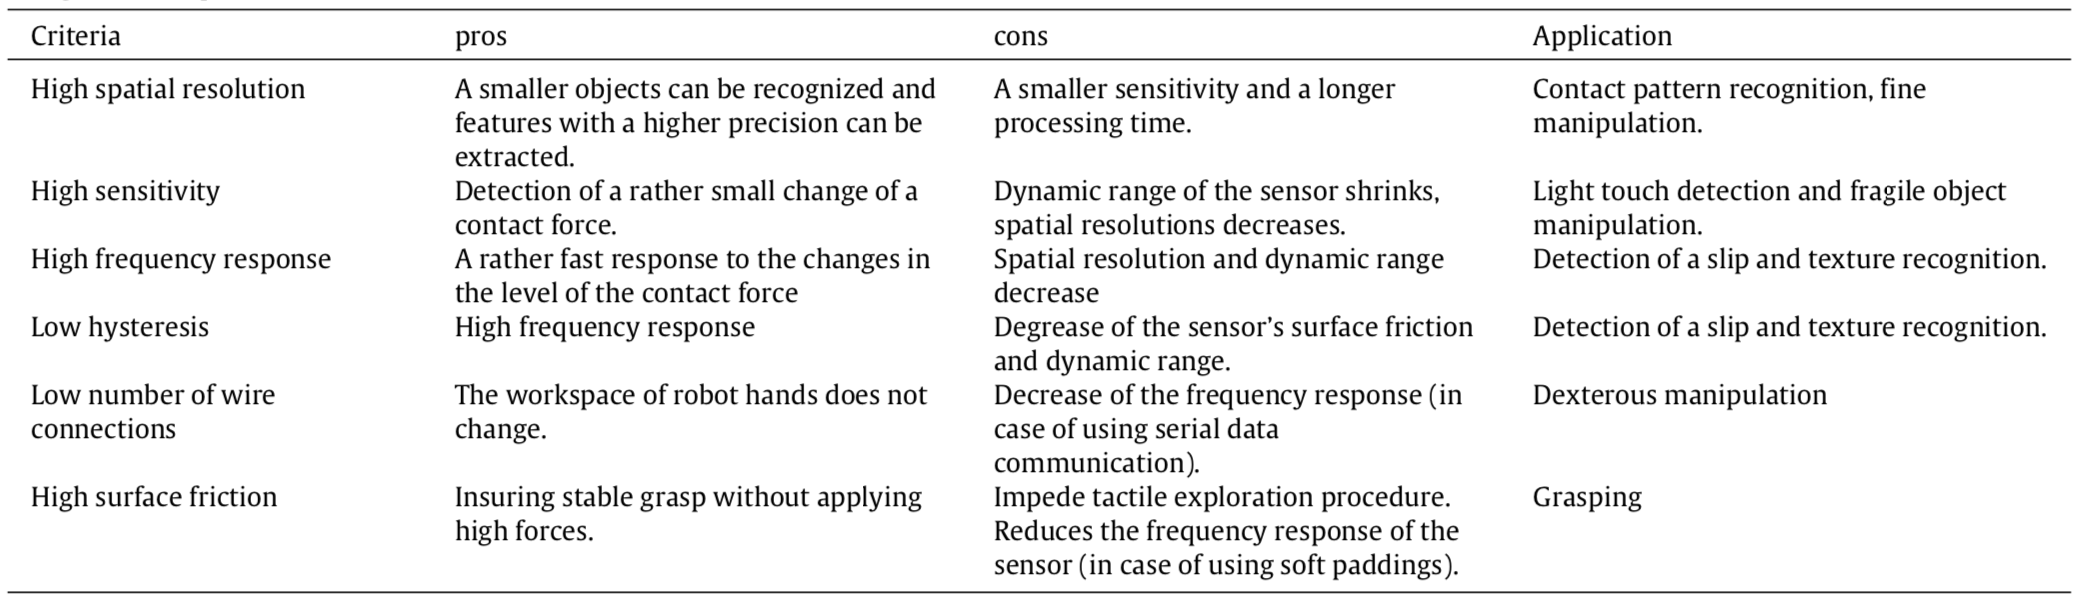 Criteria pros cons Application
High spatial resolution A smaller objects can be recognized and A smaller sensitivity and a longer Contact pattern recognition, fine
features with a higher precision can be processing time. manipulation.
extracted.
High sensitivity Detection of a rather small change of a Dynamic range of the sensor shrinks, Light touch detection and fragile object
contact force. spatial resolutions decreases. manipulation.
High frequency response A rather fast response to the changes in Spatial resolution and dynamic range Detection of a slip and texture recognition.
the level of the contact force decrease
Low hysteresis High frequency response Degrease of the sensor's surface friction Detection of a slip and texture recognition.
and dynamic range.
Low number of wire The workspace of robot hands does not Decrease of the frequency response (in Dexterous manipulation
connections change. case of using serial data
communication).
High surface friction Insuring stable grasp without applying Impede tactile exploration procedure. Grasping
high forces. Reduces the frequency response of the
sensor (in case of using soft paddings).